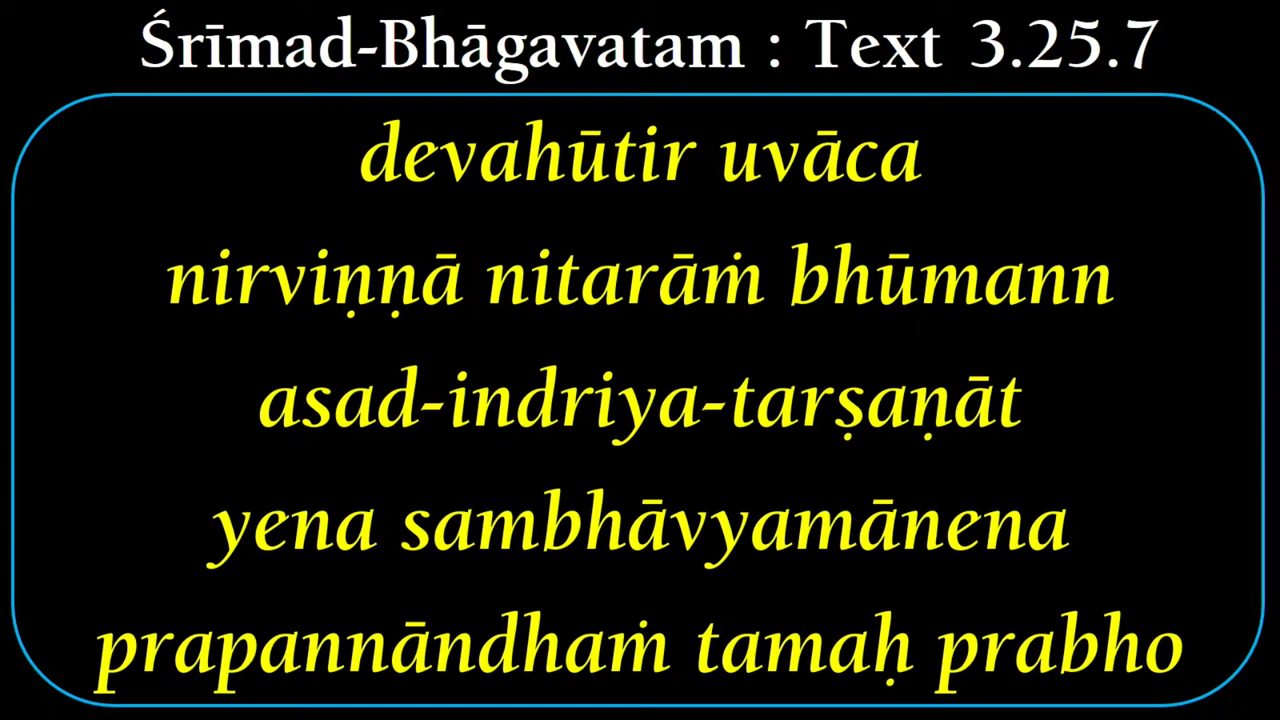 Śrīmad-Bhāgavatam : Text 3.25.7
devahūtir uvāca
nirviṇṇā nitarāṁ bhūmann
asad-indriya-tarṣaṇāt
yena sambhāvyamānena
prapannāndhaṁ tamaḥ prabho